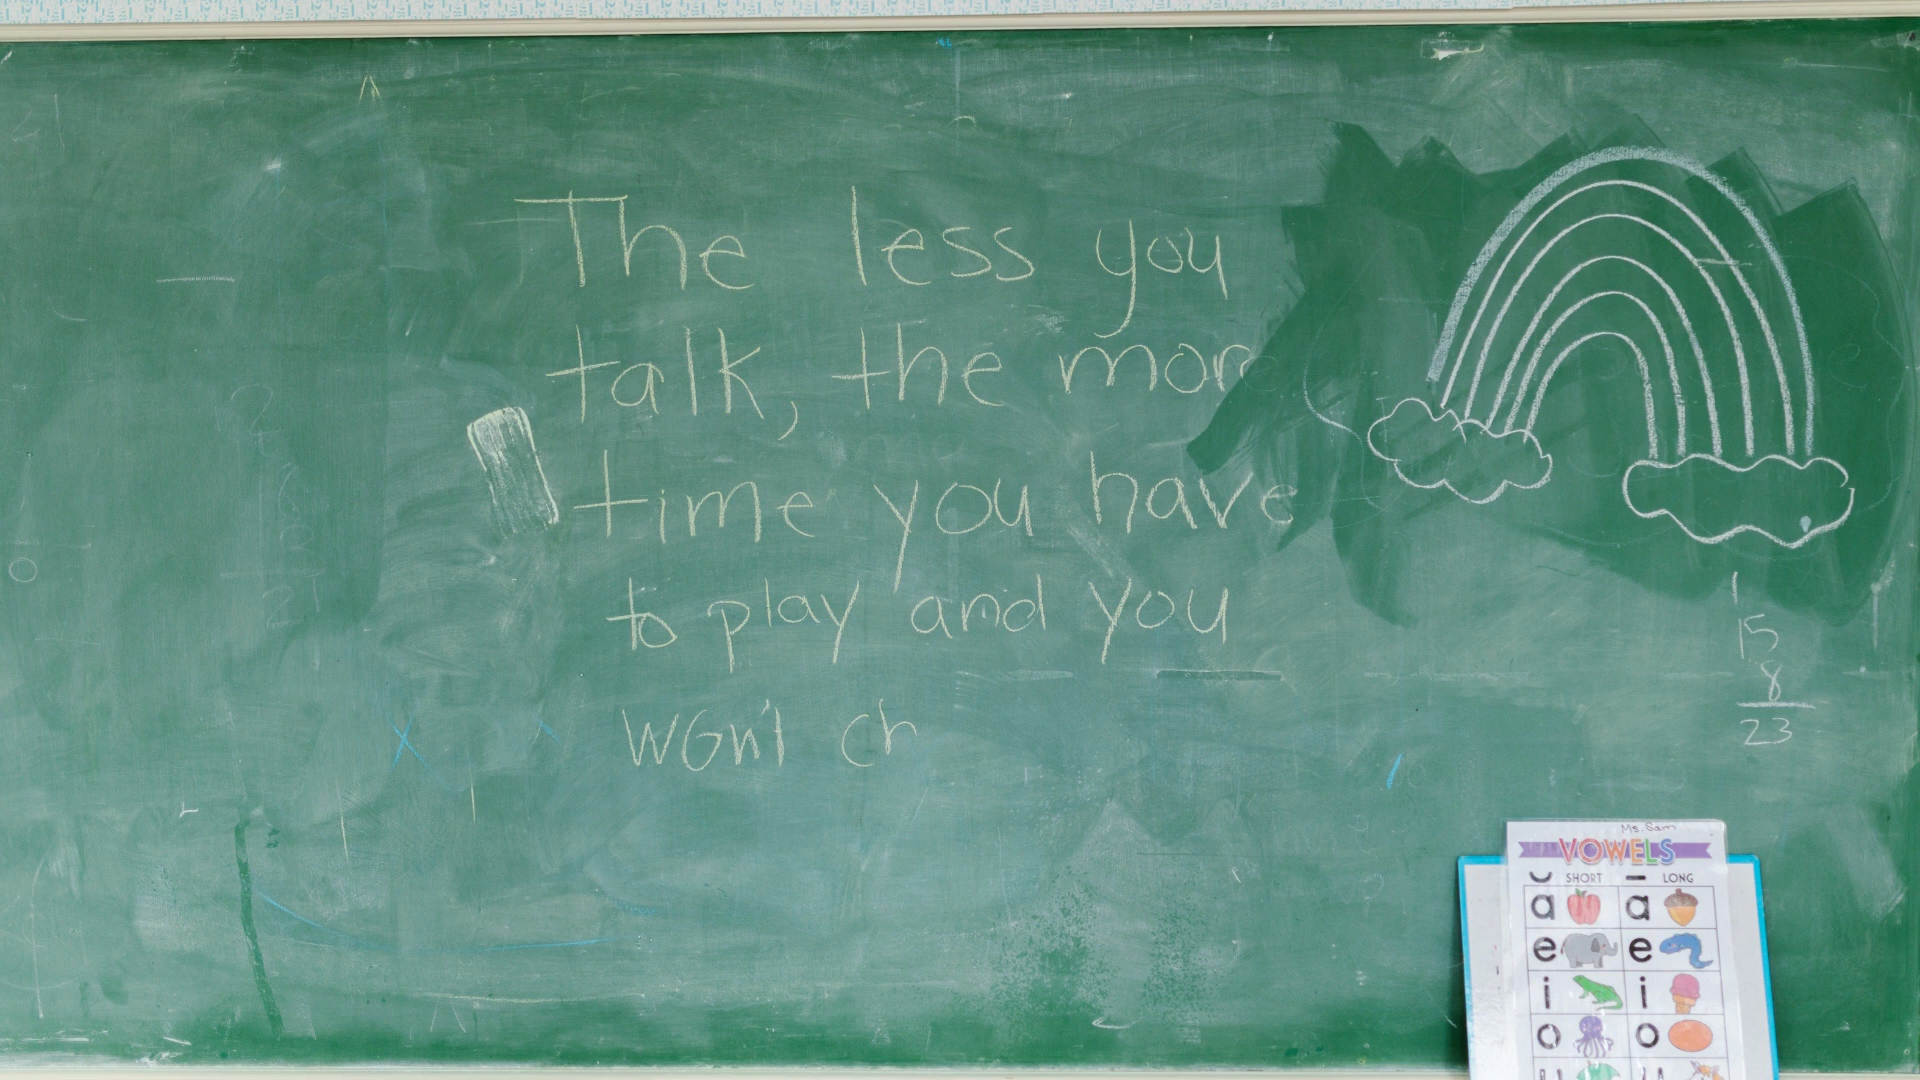 The less you
talk, the more
time you have
to play and you
won't ch
1
15
8
23
Ms. Sam
VOWELS
SHORT LONG
a a
e e
i i
o o